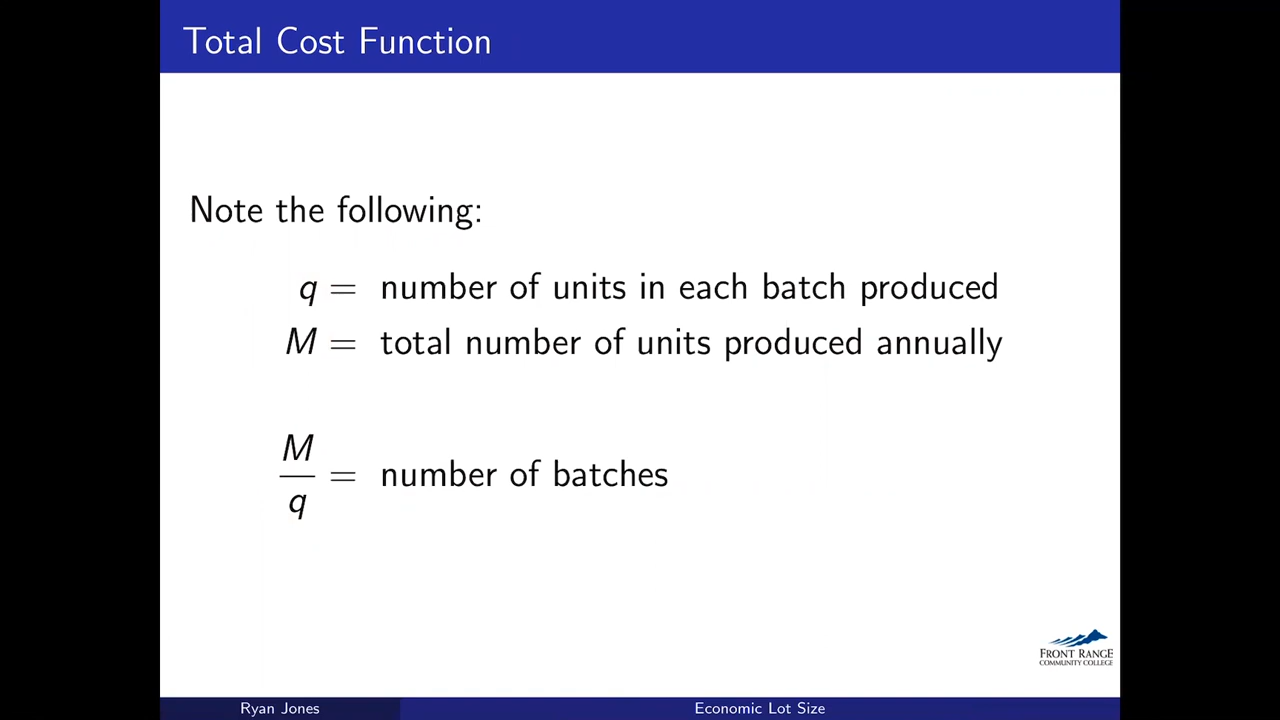 Total Cost Function
Note the following:
q = number of units in each batch produced
M = total number of units produced annually
M/q = number of batches
FRONT RANGE
COMMUNITY COLLEGE
Ryan Jones
Economic Lot Size